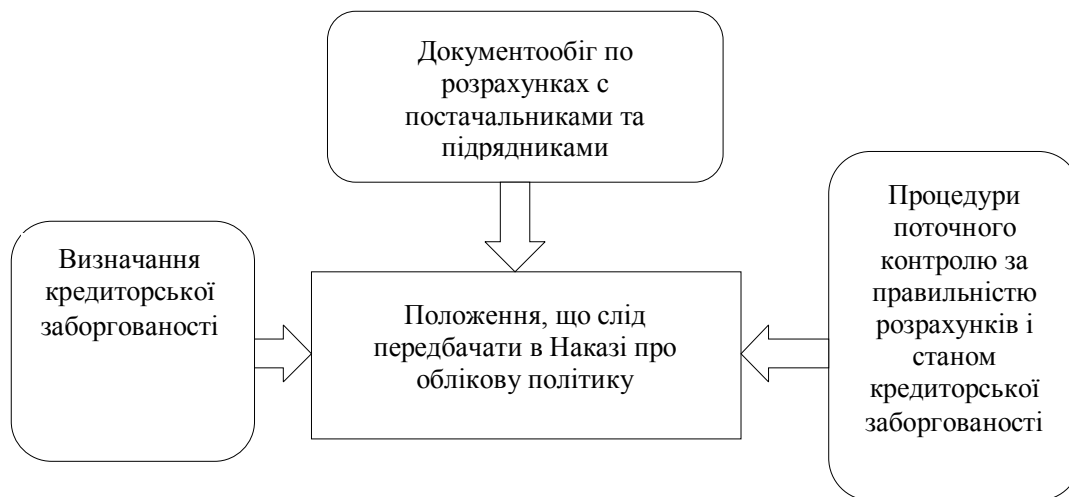 Документообіг по
розрахунках с
постачальниками та
підрядниками
Визначання
кредиторської
заборгованості
Положення, що слід
передбачати в Наказі про
облікову політику
Процедури
поточного
контролю за
правильністю
розрахунків і
станом
кредиторської
заборгованості